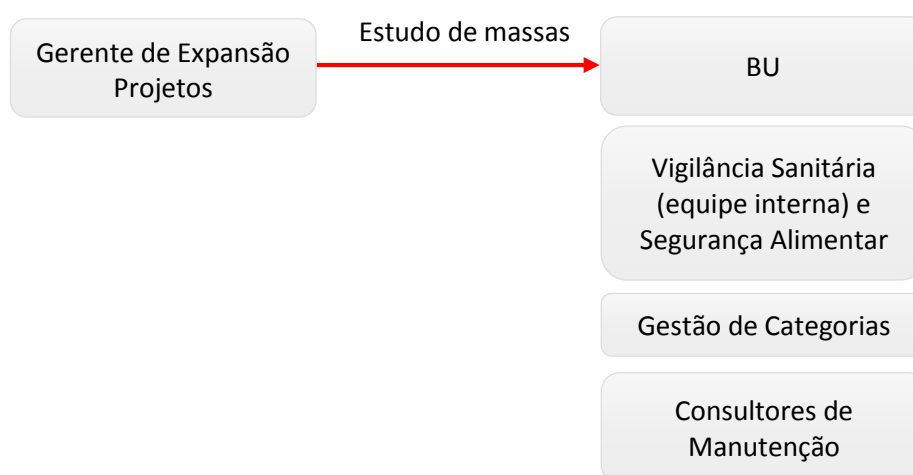 Gerente de Expansão
Projetos
Estudo de massas
BU
Vigilância Sanitária
(equipe interna) e
Segurança Alimentar
Gestão de Categorias
Consultores de
Manutenção